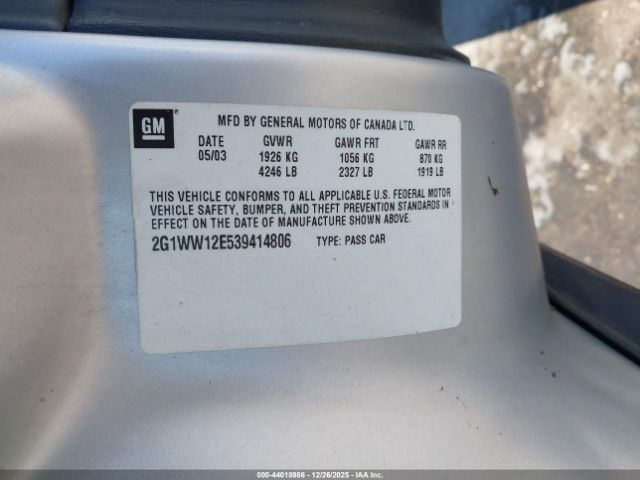 GM
MFD BY GENERAL MOTORS OF CANADA LTD.
DATE GVWR GAWR FRT GAWR RR
05/03 1926 KG 1056 KG 870 KG
4246 LB 2327 LB 1919 LB
THIS VEHICLE CONFORMS TO ALL APPLICABLE U.S. FEDERAL MOTOR
VEHICLE SAFETY, BUMPER, AND THEFT PREVENTION STANDARDS IN
EFFECT ON THE DATE OF MANUFACTURE SHOWN ABOVE.
2G1WW12E539414806 TYPE: PASS CAR
000-44018986 - 12/26/2025 - IAA Inc.